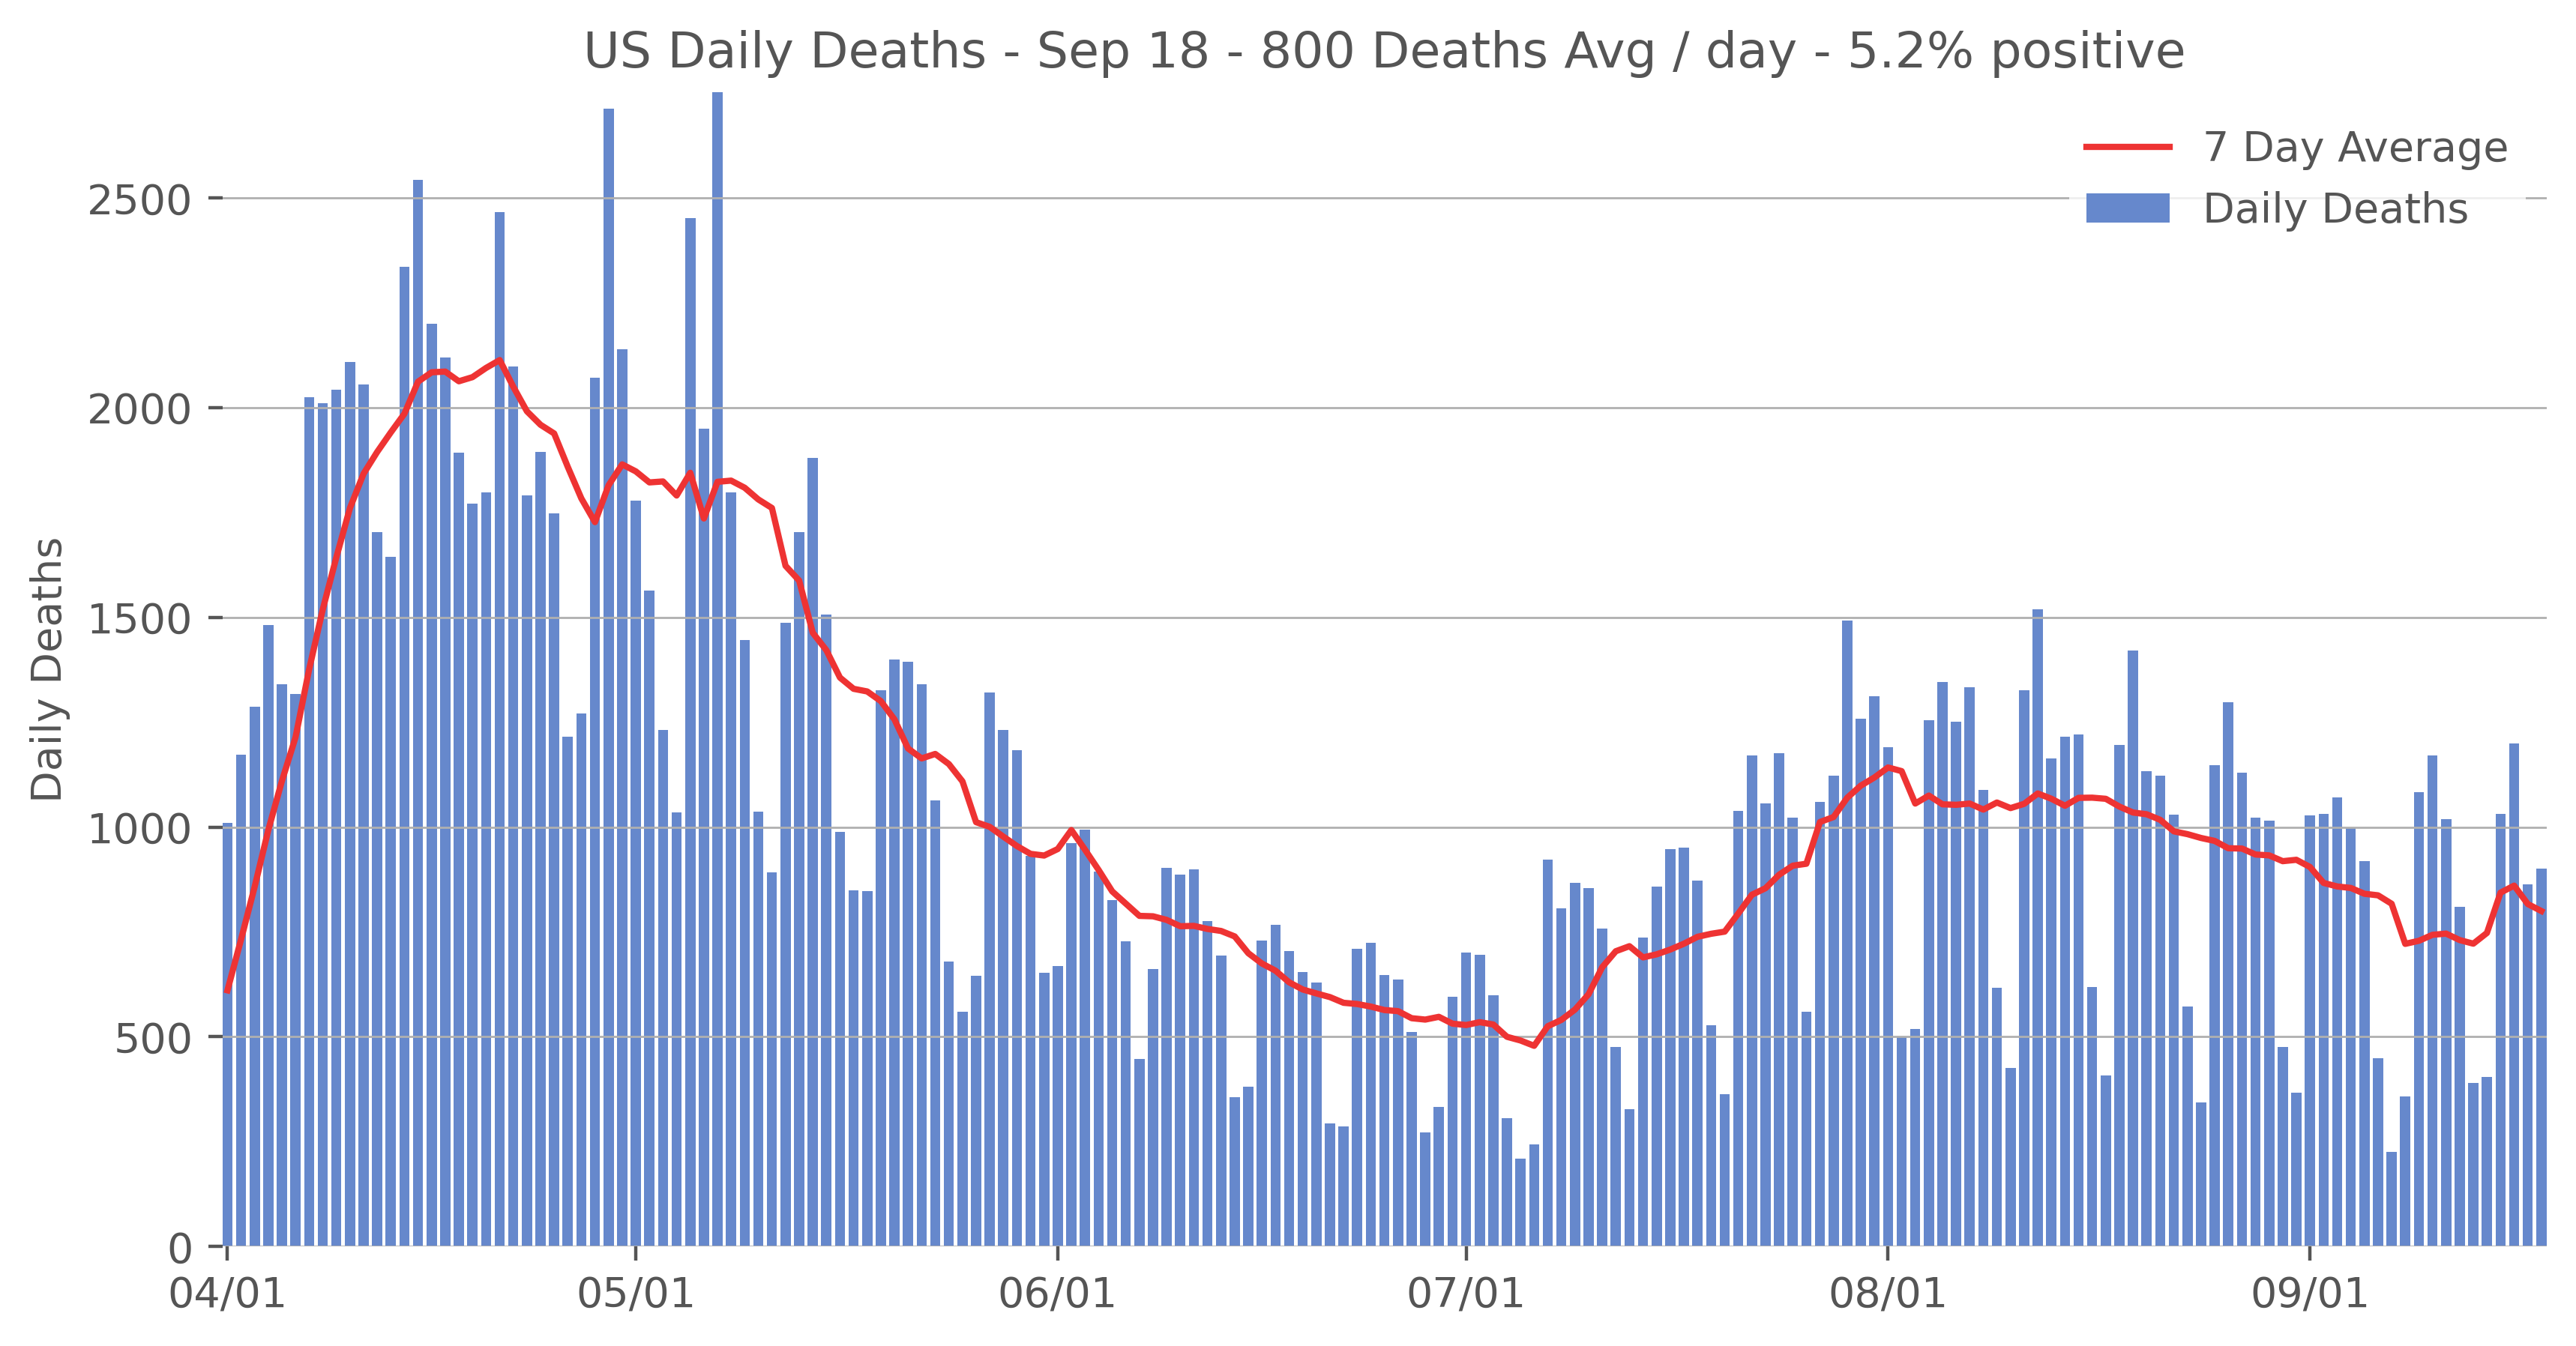 US Daily Deaths - Sep 18 - 800 Deaths Avg / day - 5.2% positive
7 Day Average
Daily Deaths
Daily Deaths
2500
2000
1500
1000
500
0
04/01 05/01 06/01 07/01 08/01 09/01